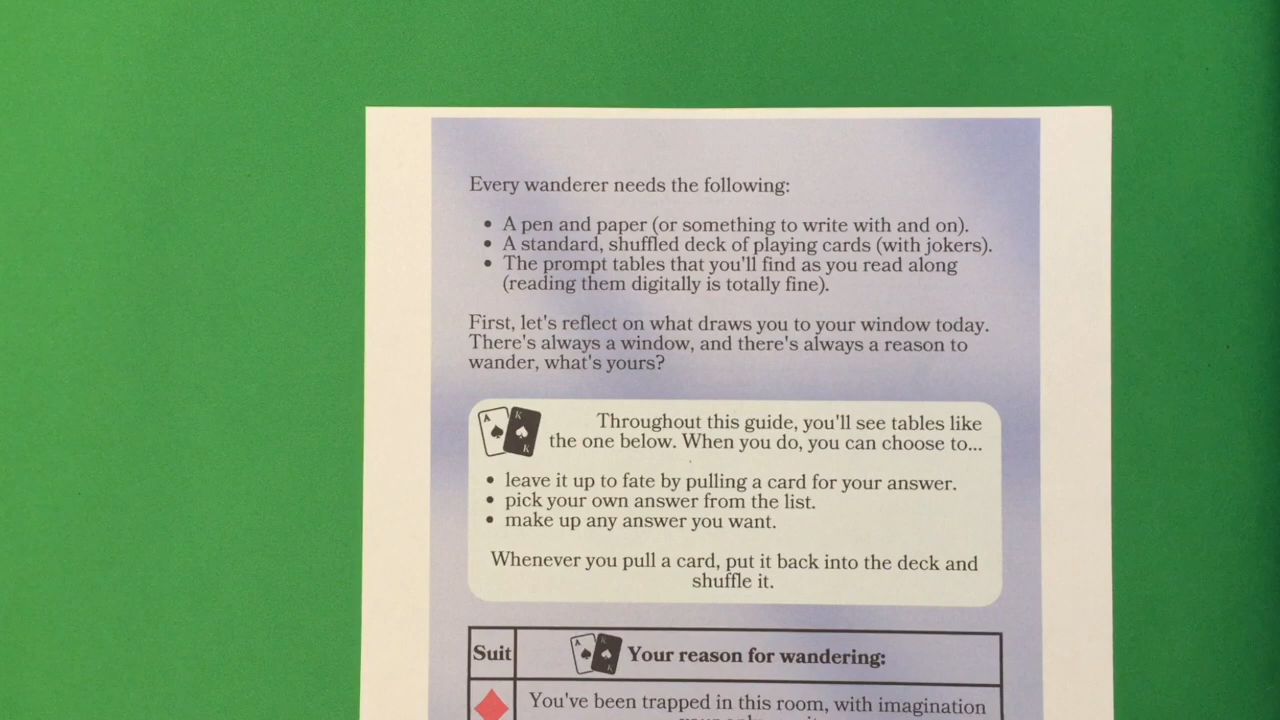 Every wanderer needs the following:
• A pen and paper (or something to write with and on).
• A standard, shuffled deck of playing cards (with jokers).
• The prompt tables that you'll find as you read along
(reading them digitally is totally fine).
First, let's reflect on what draws you to your window today.
There's always a window, and there's always a reason to
wander, what's yours?
A K K
Throughout this guide, you'll see tables like
the one below. When you do, you can choose to...
• leave it up to fate by pulling a card for your answer.
• pick your own answer from the list.
• make up any answer you want.
Whenever you pull a card, put it back into the deck and
shuffle it.
Suit
A K K
Your reason for wandering:
You've been trapped in this room, with imagination